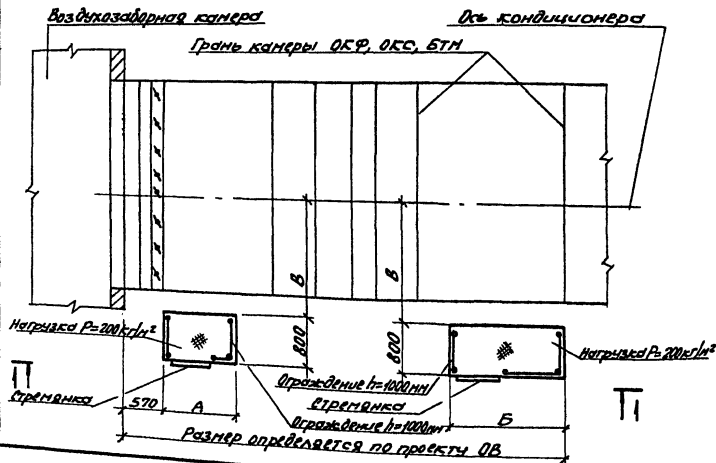 Воздухозаборная камера
Ось кондиционера
Грань камеры ОКФ, ОКС, БТМ
В
В
Нагрузка Р=200кг/м²
800
800
Нагрузка Р=200кг/м²
Ограждение h=1000мм
Стремянка
570
А
Стремянка
Б
Ограждение h=1000мм
Размер определяется по проекту ОВ